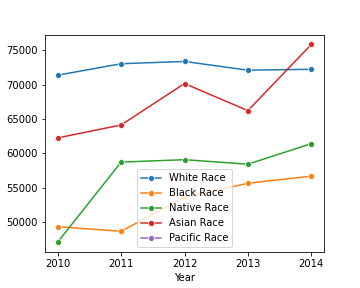 75000
70000
65000
60000
55000
50000
White Race
Black Race
Native Race
Asian Race
Pacific Race
2010 2011 2012 2013 2014
Year